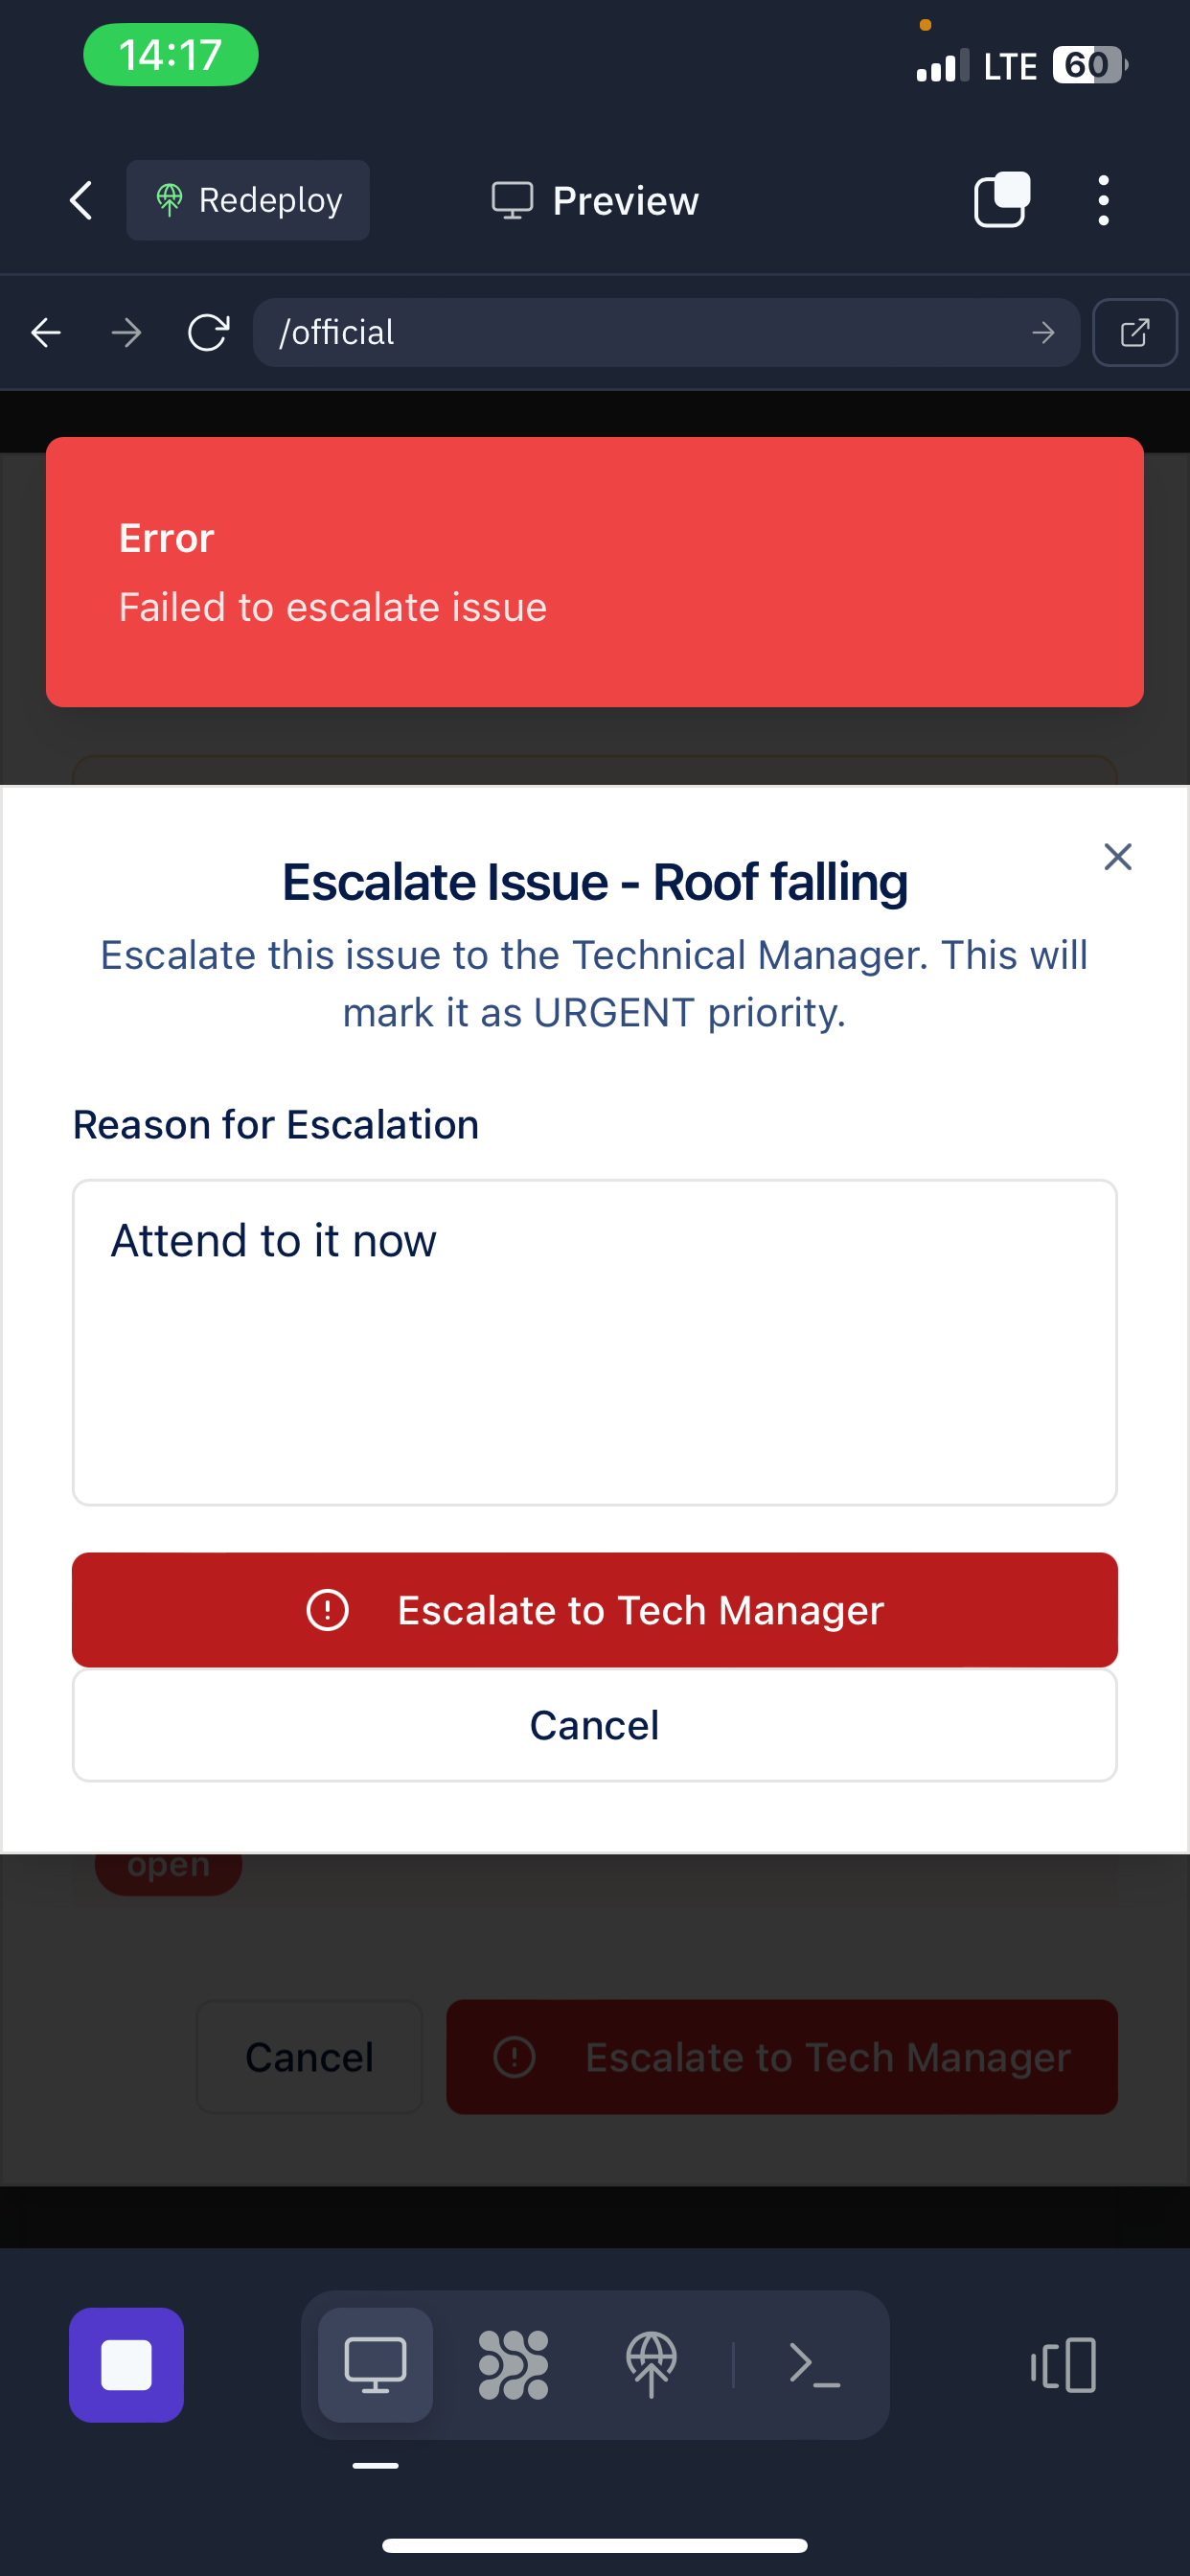 14:17
LTE 60
Redeploy
Preview
/official
Error
Failed to escalate issue
Escalate Issue - Roof falling
Escalate this issue to the Technical Manager. This will
mark it as URGENT priority.
Reason for Escalation
Attend to it now
Escalate to Tech Manager
Cancel
open
Cancel
Escalate to Tech Manager